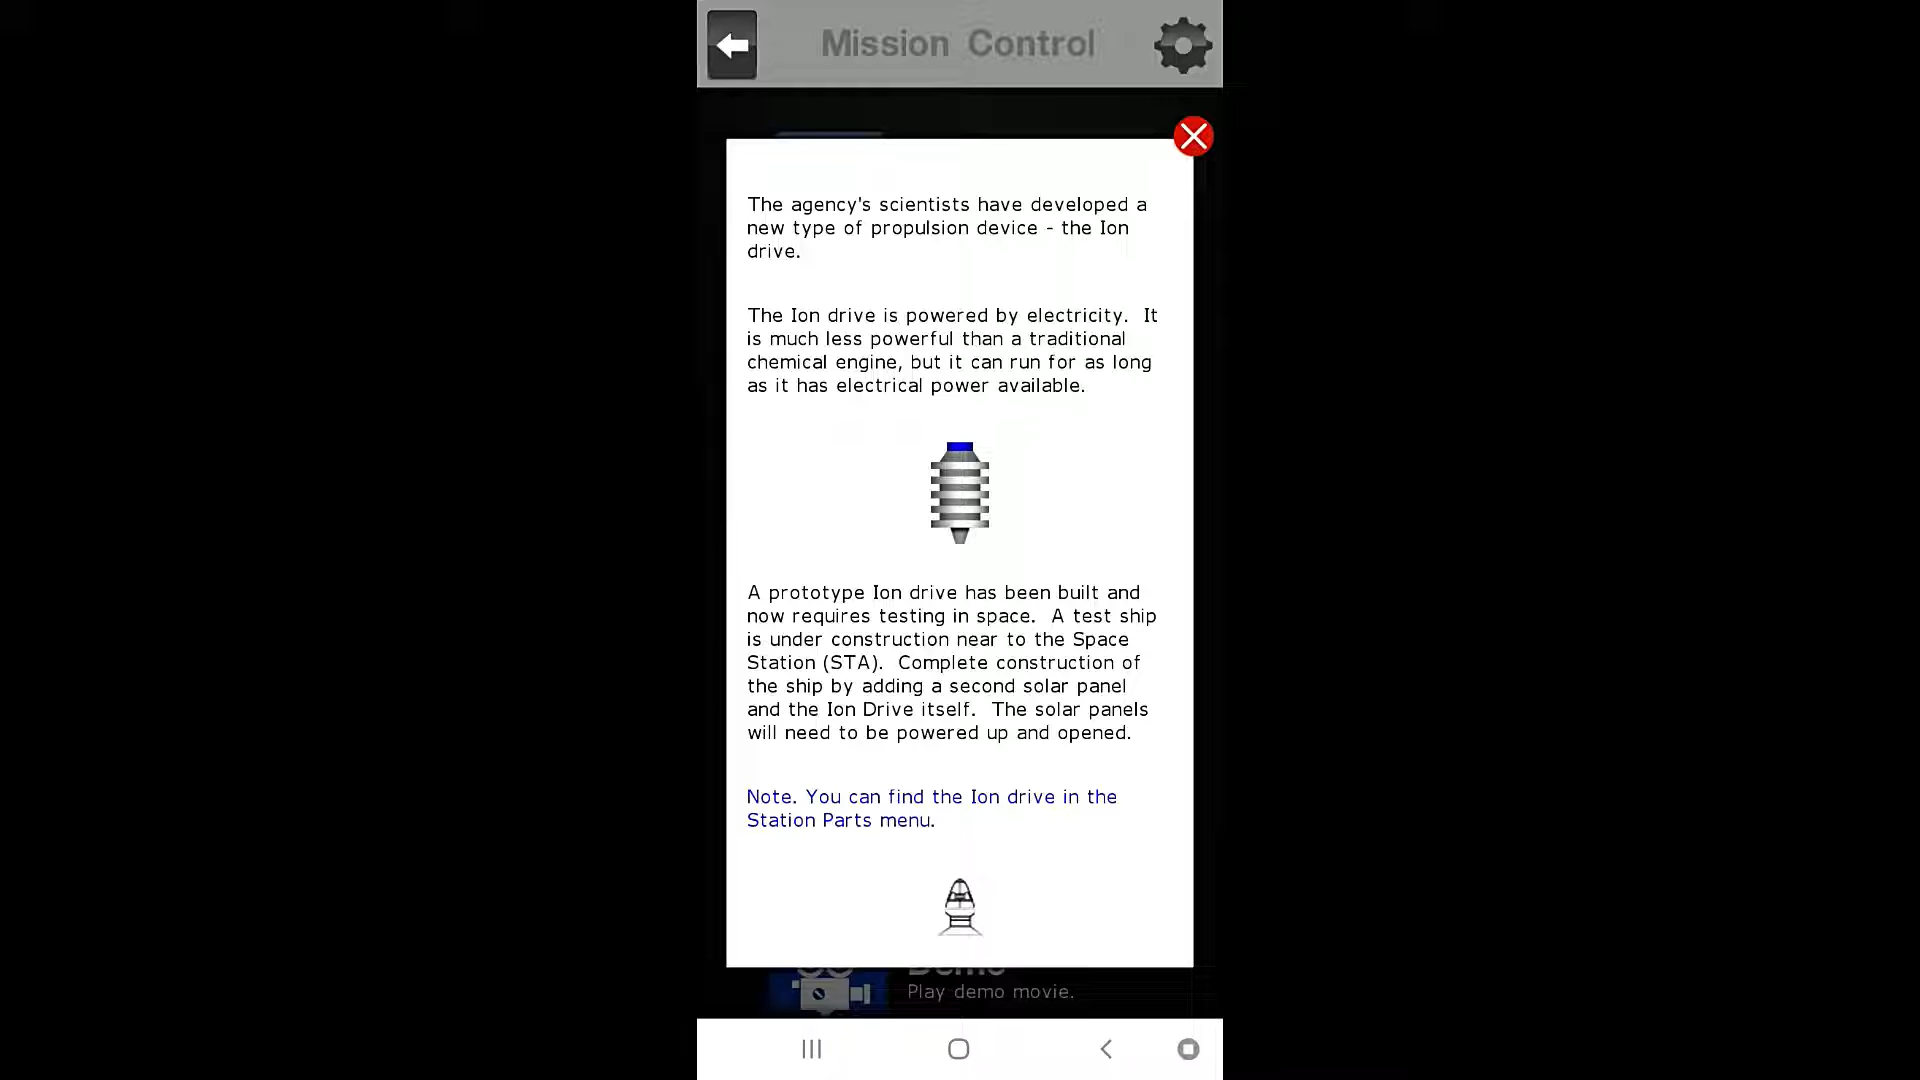 Mission Control
The agency's scientists have developed a
new type of propulsion device - the Ion
drive.
The Ion drive is powered by electricity.  It
is much less powerful than a traditional
chemical engine, but it can run for as long
as it has electrical power available.
A prototype Ion drive has been built and
now requires testing in space.  A test ship
is under construction near to the Space
Station (STA).  Complete construction of
the ship by adding a second solar panel
and the Ion Drive itself.  The solar panels
will need to be powered up and opened.
Note. You can find the Ion drive in the
Station Parts menu.
Demo
Play demo movie.